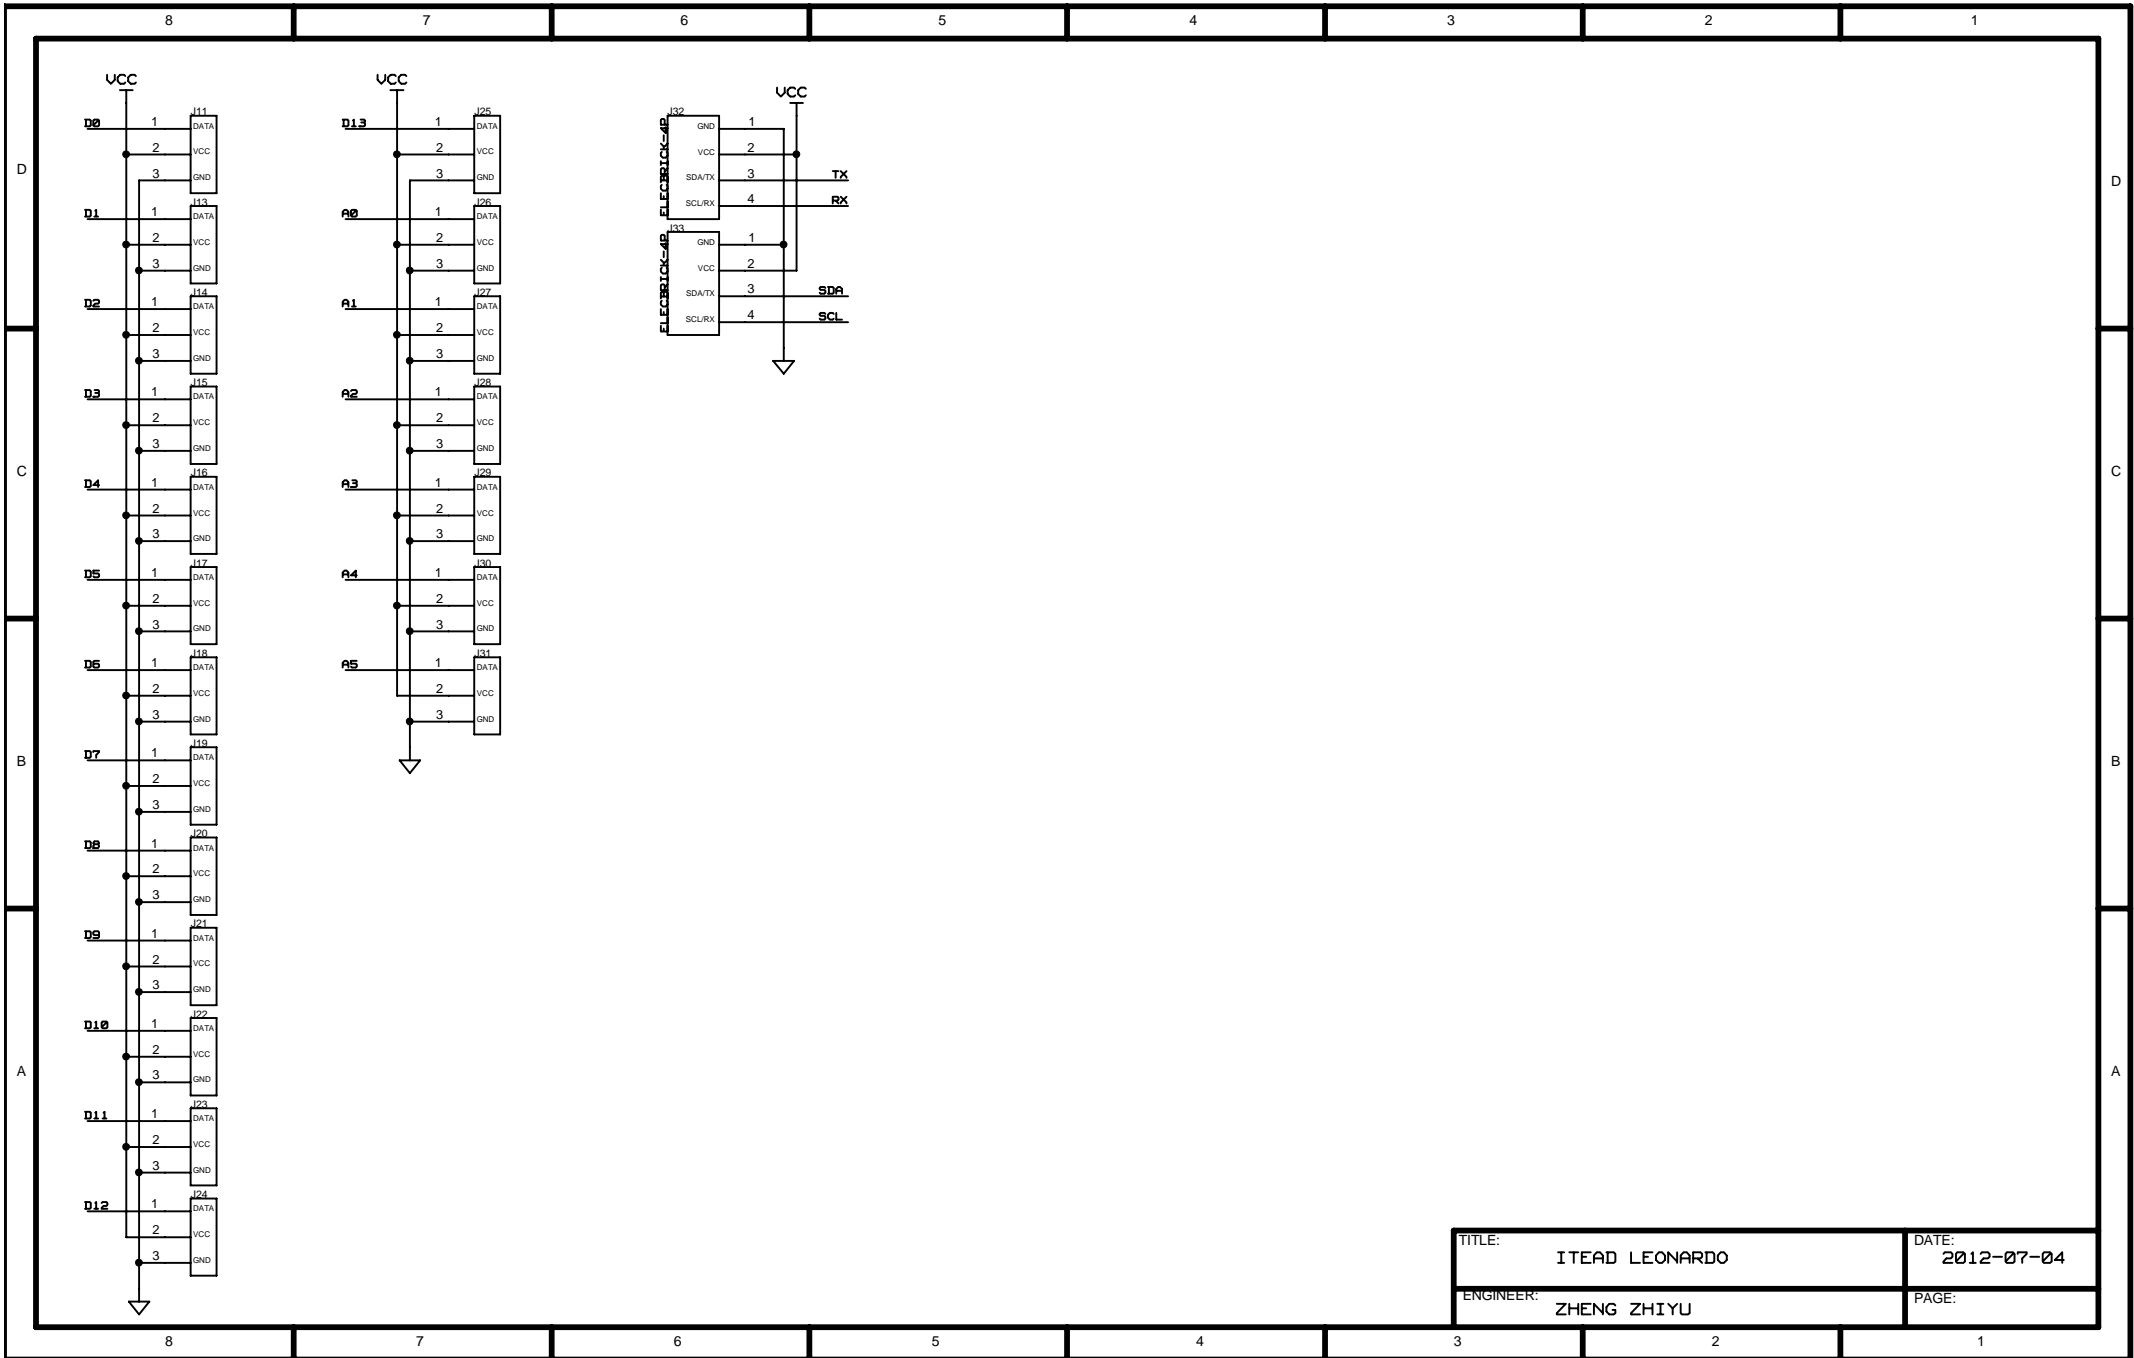 8 7 6 5 4 3 2 1
D
C
B
A
VCC
J11
D0 1 DATA
2 VCC
3 GND
J13
D1 1 DATA
2 VCC
3 GND
J14
D2 1 DATA
2 VCC
3 GND
J15
D3 1 DATA
2 VCC
3 GND
J16
D4 1 DATA
2 VCC
3 GND
J17
D5 1 DATA
2 VCC
3 GND
J18
D6 1 DATA
2 VCC
3 GND
J19
D7 1 DATA
2 VCC
3 GND
J20
D8 1 DATA
2 VCC
3 GND
J21
D9 1 DATA
2 VCC
3 GND
J22
D10 1 DATA
2 VCC
3 GND
J23
D11 1 DATA
2 VCC
3 GND
J24
D12 1 DATA
2 VCC
3 GND
VCC
J25
D13 1 DATA
2 VCC
3 GND
J26
A0 1 DATA
2 VCC
3 GND
J27
A1 1 DATA
2 VCC
3 GND
J28
A2 1 DATA
2 VCC
3 GND
J29
A3 1 DATA
2 VCC
3 GND
J30
A4 1 DATA
2 VCC
3 GND
J31
A5 1 DATA
2 VCC
3 GND
VCC
J32
ELECBRICK-4P
GND 1
VCC 2
SDA/TX 3 TX
SCL/RX 4 RX
J33
ELECBRICK-4P
GND 1
VCC 2
SDA/TX 3 SDA
SCL/RX 4 SCL
D
C
B
A
TITLE:
ITEAD LEONARDO
DATE:
2012-07-04
ENGINEER:
ZHENG ZHIYU
PAGE:
8 7 6 5 4 3 2 1